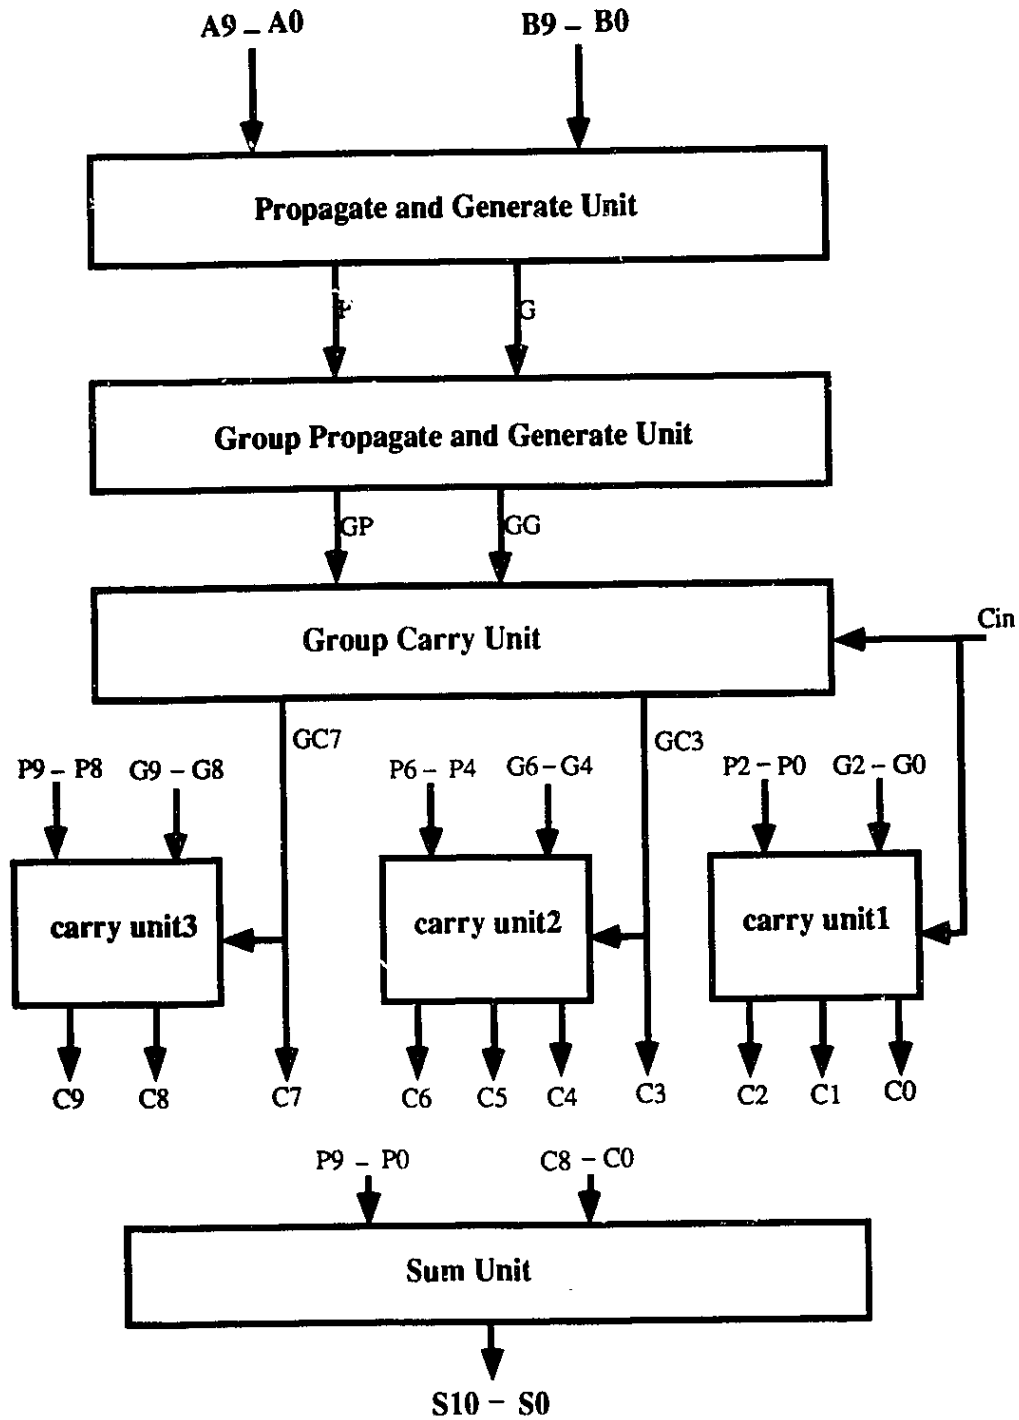 A9 – A0
B9 – B0
Propagate and Generate Unit
P
G
Group Propagate and Generate Unit
GP
GG
Group Carry Unit
Cin
GC7
GC3
P9 – P8
G9 – G8
P6 – P4
G6 – G4
P2 – P0
G2 – G0
carry unit3
carry unit2
carry unit1
C9
C8
C7
C6
C5
C4
C3
C2
C1
C0
P9 – P0
C8 – C0
Sum Unit
S10 – S0